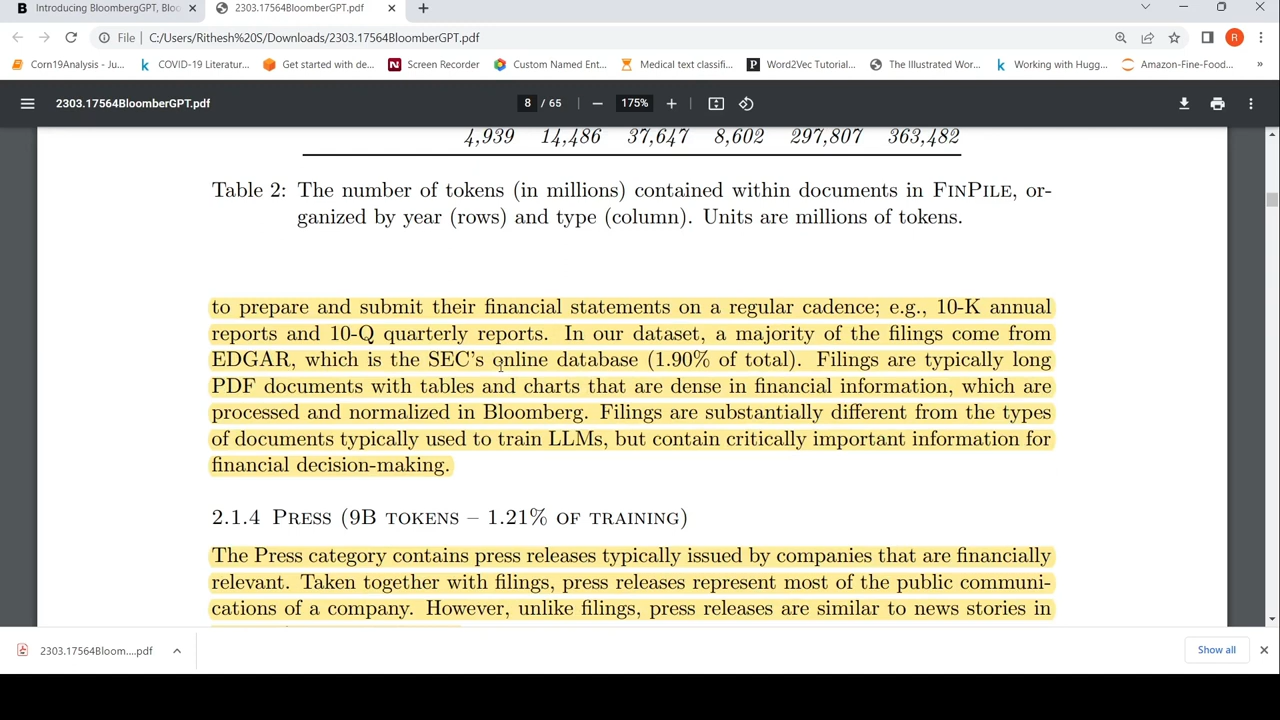 Introducing BloombergGPT, Bloo
2303.17564BloomberGPT.pdf
File
C:/Users/Rithesh%20S/Downloads/2303.17564BloomberGPT.pdf
R
Corn19Analysis - Ju...
COVID-19 Literatur...
Get started with de...
Screen Recorder
Custom Named Ent...
Medical text classifi...
Word2Vec Tutorial...
The Illustrated Wor...
Working with Hugg...
Amazon-Fine-Food...
»
2303.17564BloomberGPT.pdf
8 / 65
175%
4,939 14,486 37,647 8,602 297,807 363,482
Table 2: The number of tokens (in millions) contained within documents in FINPILE, or-
ganized by year (rows) and type (column). Units are millions of tokens.
to prepare and submit their financial statements on a regular cadence; e.g., 10-K annual
reports and 10-Q quarterly reports. In our dataset, a majority of the filings come from
EDGAR, which is the SEC's online database (1.90% of total). Filings are typically long
PDF documents with tables and charts that are dense in financial information, which are
processed and normalized in Bloomberg. Filings are substantially different from the types
of documents typically used to train LLMs, but contain critically important information for
financial decision-making.
2.1.4 PRESS (9B TOKENS – 1.21% OF TRAINING)
The Press category contains press releases typically issued by companies that are financially
relevant. Taken together with filings, press releases represent most of the public communi-
cations of a company. However, unlike filings, press releases are similar to news stories in
2303.17564Bloom....pdf
Show all